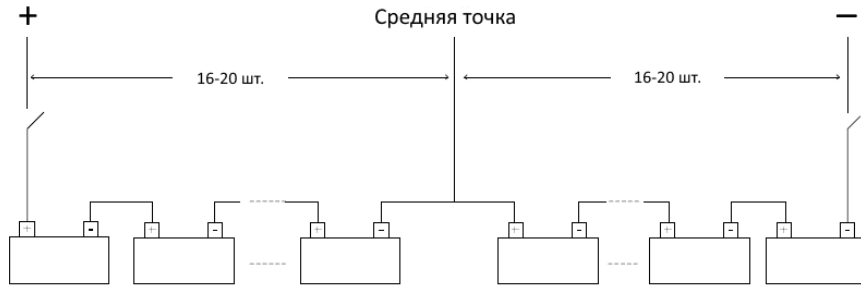 + Средняя точка −
16-20 шт. 16-20 шт.
+ - + - + - + - + - + -